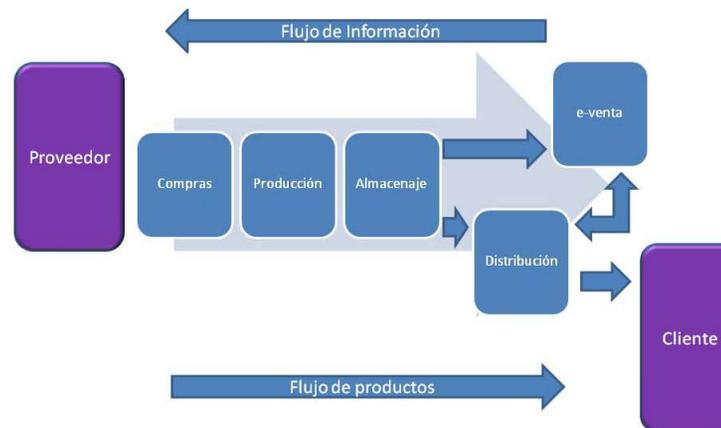 Flujo de Información
Proveedor
Compras
Producción
Almacenaje
e-venta
Distribución
Cliente
Flujo de productos